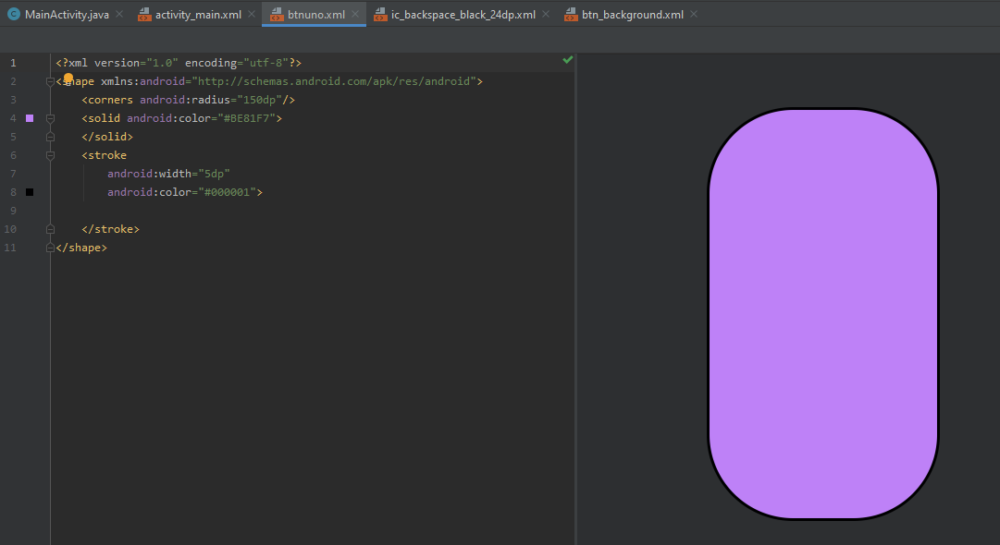 MainActivity.java activity_main.xml btnuno.xml ic_backspace_black_24dp.xml btn_background.xml
1 <?xml version="1.0" encoding="utf-8"?>
2 <shape xmlns:android="http://schemas.android.com/apk/res/android">
3 <corners android:radius="150dp"/>
4 <solid android:color="#BE81F7">
5 </solid>
6 <stroke
7 android:width="5dp"
8 android:color="#000001">
9
10 </stroke>
11 </shape>